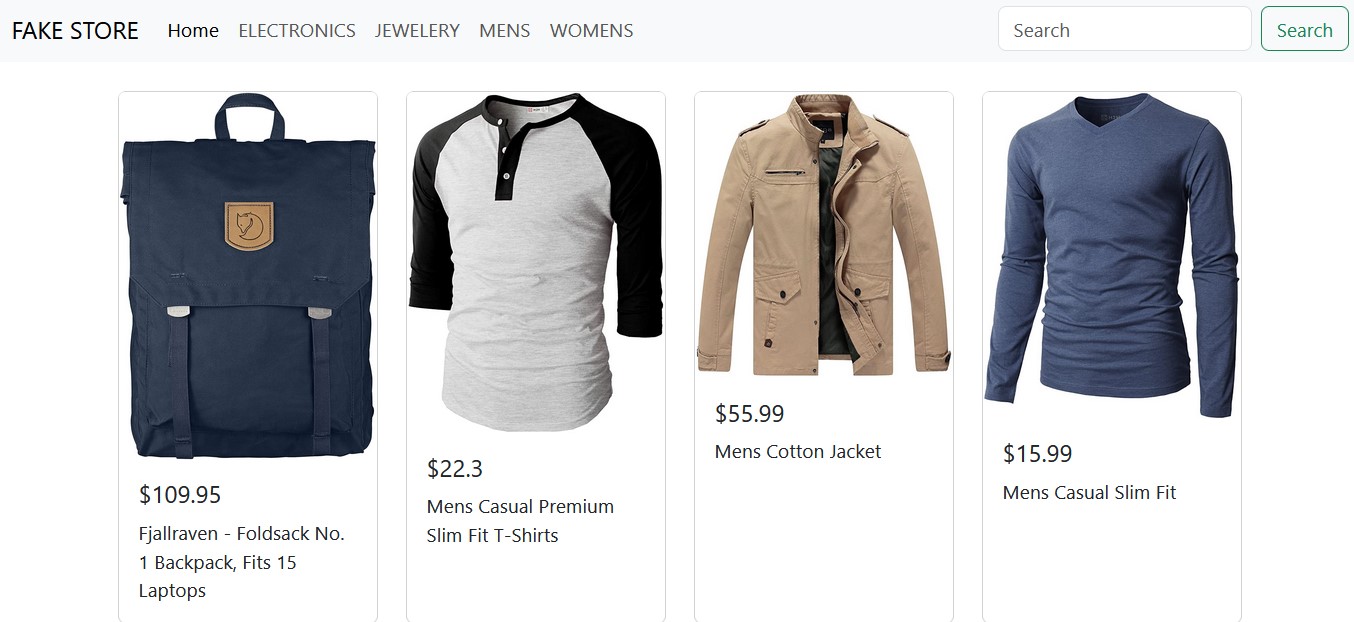 FAKE STORE Home ELECTRONICS JEWELERY MENS WOMENS Search Search
$109.95
Fjallraven - Foldsack No.
1 Backpack, Fits 15
Laptops
$22.3
Mens Casual Premium
Slim Fit T-Shirts
$55.99
Mens Cotton Jacket
$15.99
Mens Casual Slim Fit